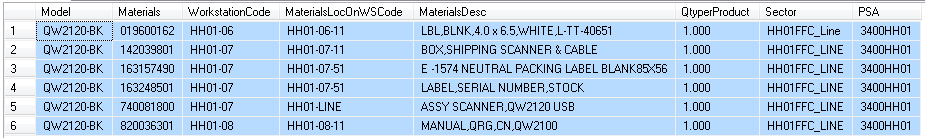 Model Materials WorkstationCode MaterialsLocOnWSCode MaterialsDesc QtyperProduct Sector PSA
1 QW2120-BK 019600162 HH01-06 HH01-06-11 LBL,BLNK,4.0 x 6.5,WHITE,L-TT-40651 1.000 HH01FFC_Line 3400HH01
2 QW2120-BK 142039801 HH01-07 HH01-07-11 BOX,SHIPPING SCANNER & CABLE 1.000 HH01FFC_LINE 3400HH01
3 QW2120-BK 163157490 HH01-07 HH01-07-51 E -1574 NEUTRAL PACKING LABEL BLANK85X56 1.000 HH01FFC_LINE 3400HH01
4 QW2120-BK 163248501 HH01-07 HH01-07-51 LABEL,SERIAL NUMBER,STOCK 1.000 HH01FFC_LINE 3400HH01
5 QW2120-BK 740081800 HH01-07 HH01-LINE ASSY SCANNER,QW2120 USB 1.000 HH01FFC_LINE 3400HH01
6 QW2120-BK 820036301 HH01-08 HH01-08-11 MANUAL,QRG,CN,QW2100 1.000 HH01FFC_LINE 3400HH01